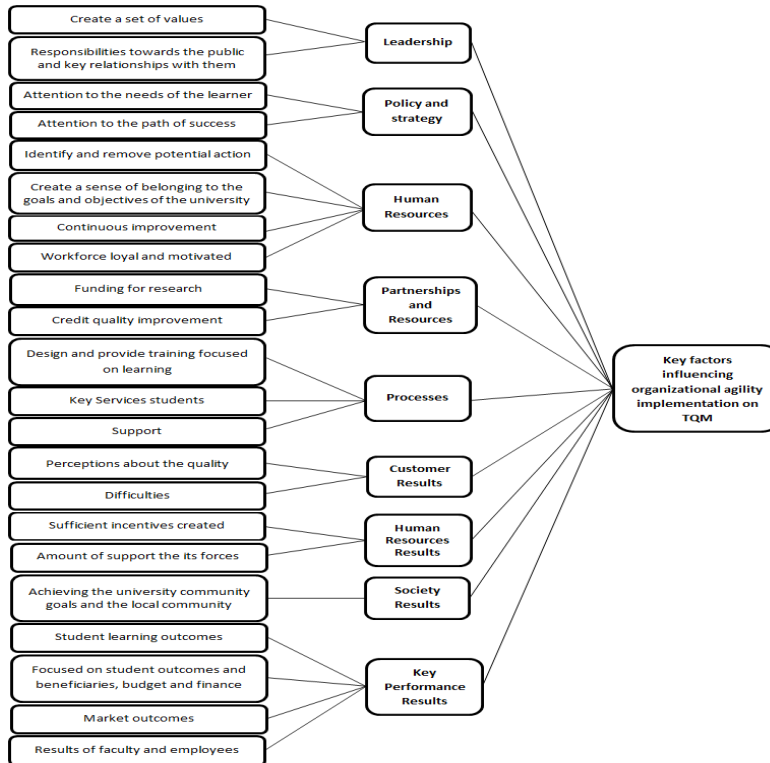 Create a set of values
Responsibilities towards the public
and key relationships with them
Leadership
Attention to the needs of the learner
Attention to the path of success
Policy and
strategy
Identify and remove potential action
Create a sense of belonging to the
goals and objectives of the university
Continuous improvement
Workforce loyal and motivated
Human
Resources
Funding for research
Credit quality improvement
Partnerships
and
Resources
Design and provide training focused
on learning
Key Services students
Support
Processes
Perceptions about the quality
Difficulties
Customer
Results
Sufficient incentives created
Amount of support the its forces
Human
Resources
Results
Achieving the university community
goals and the local community
Society
Results
Student learning outcomes
Focused on student outcomes and
beneficiaries, budget and finance
Market outcomes
Results of faculty and employees
Key
Performance
Results
Key factors
influencing
organizational agility
implementation on
TQM